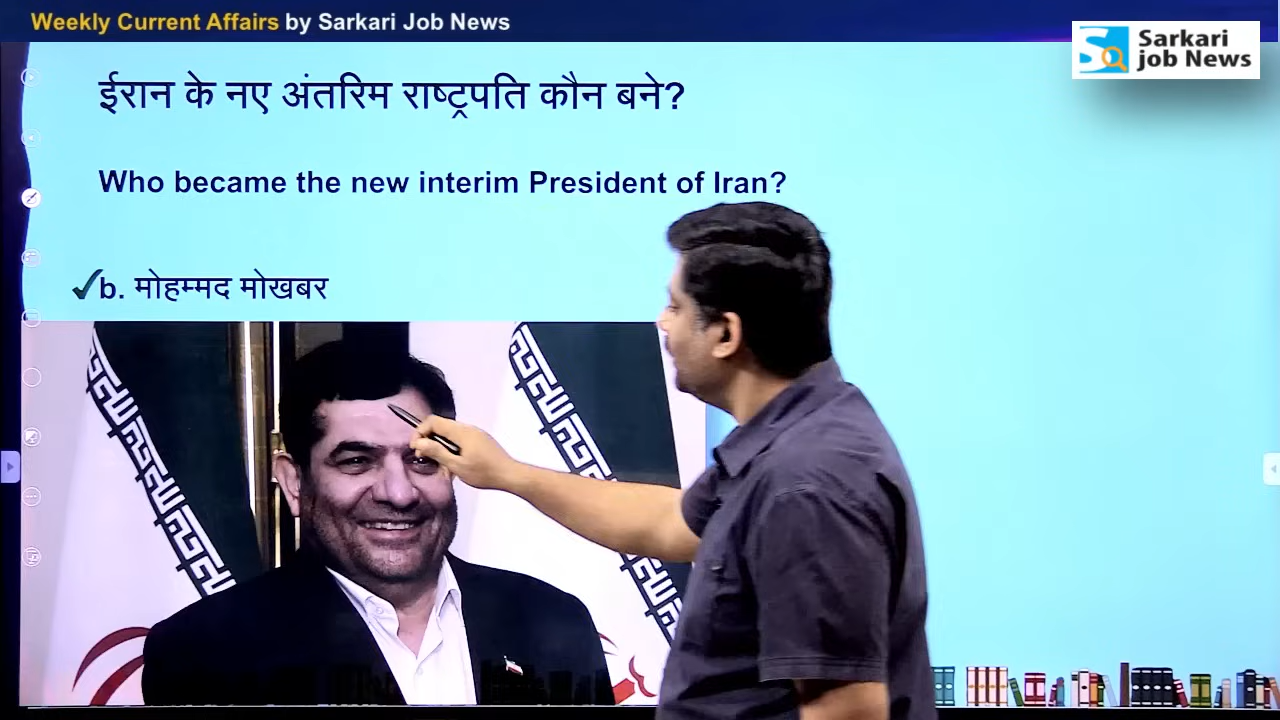 Weekly Current Affairs by Sarkari Job News
Sarkari
job News
ईरान के नए अंतरिम राष्ट्रपति कौन बने?
Who became the new interim President of Iran?
b. मोहम्मद मोखबर